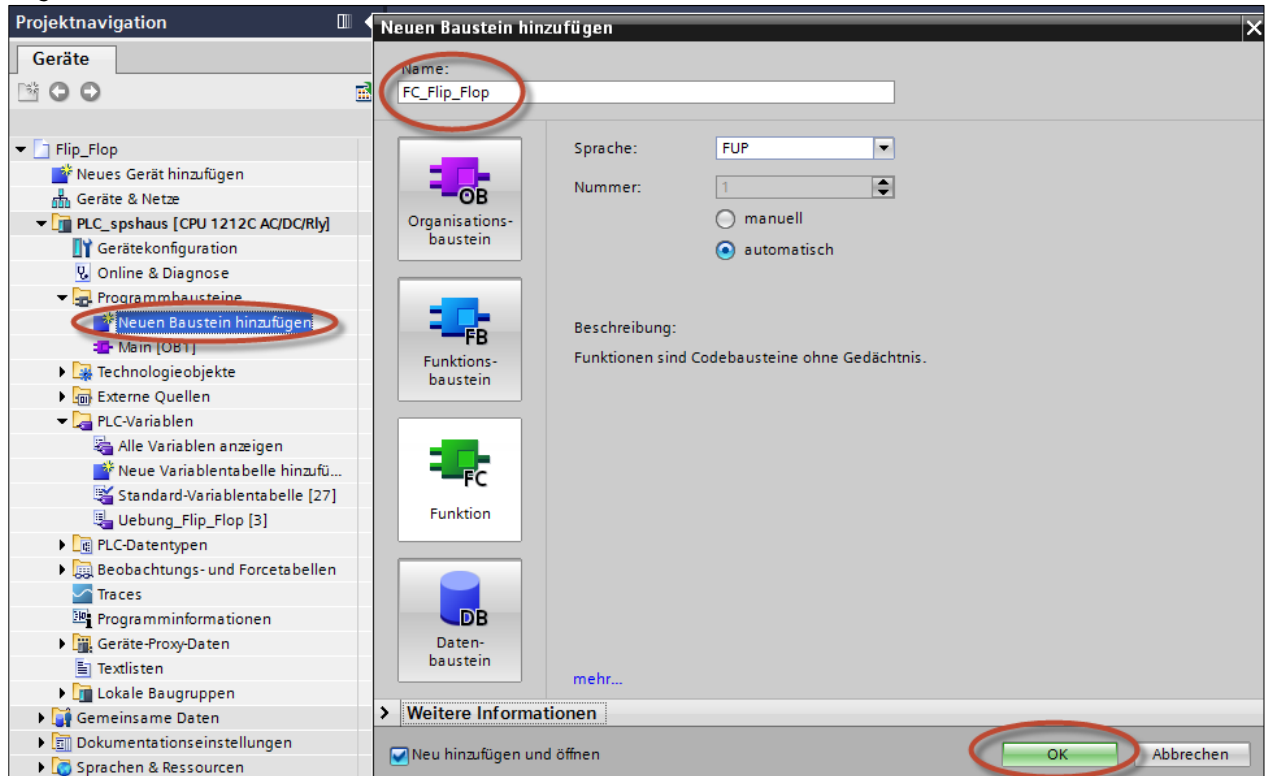 Projektnavigation
Geräte
Flip_Flop
Neues Gerät hinzufügen
Geräte & Netze
PLC_spshaus [CPU 1212C AC/DC/Rly]
Gerätekonfiguration
Online & Diagnose
Programmbausteine
Neuen Baustein hinzufügen
Main [OB1]
Technologieobjekte
Externe Quellen
PLC-Variablen
Alle Variablen anzeigen
Neue Variablentabelle hinzufü...
Standard-Variablentabelle [27]
Uebung_Flip_Flop [3]
PLC-Datentypen
Beobachtungs- und Forcetabellen
Traces
Programminformationen
Geräte-Proxy-Daten
Textlisten
Lokale Baugruppen
Gemeinsame Daten
Dokumentationseinstellungen
Sprachen & Ressourcen
Neuen Baustein hinzufügen
Name:
FC_Flip_Flop
OB
Organisations-
baustein
FB
Funktions-
baustein
FC
Funktion
DB
Daten-
baustein
Sprache: FUP
Nummer: 1
manuell
automatisch
Beschreibung:
Funktionen sind Codebausteine ohne Gedächtnis.
mehr...
Weitere Informationen
Neu hinzufügen und öffnen
OK
Abbrechen